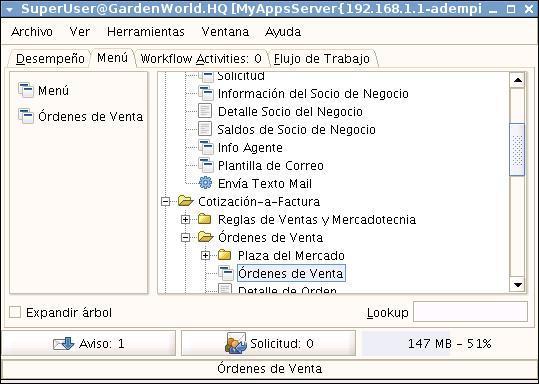 SuperUser@GardenWorld.HQ [MyAppsServer{192.168.1.1-adempi
Archivo Ver Herramientas Ventana Ayuda
Desempeño Menú Workflow Activities: 0 Flujo de Trabajo
Menú
Órdenes de Venta
Solicitud
Información del Socio de Negocio
Detalle Socio del Negocio
Saldos de Socio de Negocio
Info Agente
Plantilla de Correo
Envía Texto Mail
Cotización-a-Factura
Reglas de Ventas y Mercadotecnia
Órdenes de Venta
Plaza del Mercado
Órdenes de Venta
Detalle de Orden
Expandir árbol Lookup
Aviso: 1 Solicitud: 0 147 MB - 51%
Órdenes de Venta